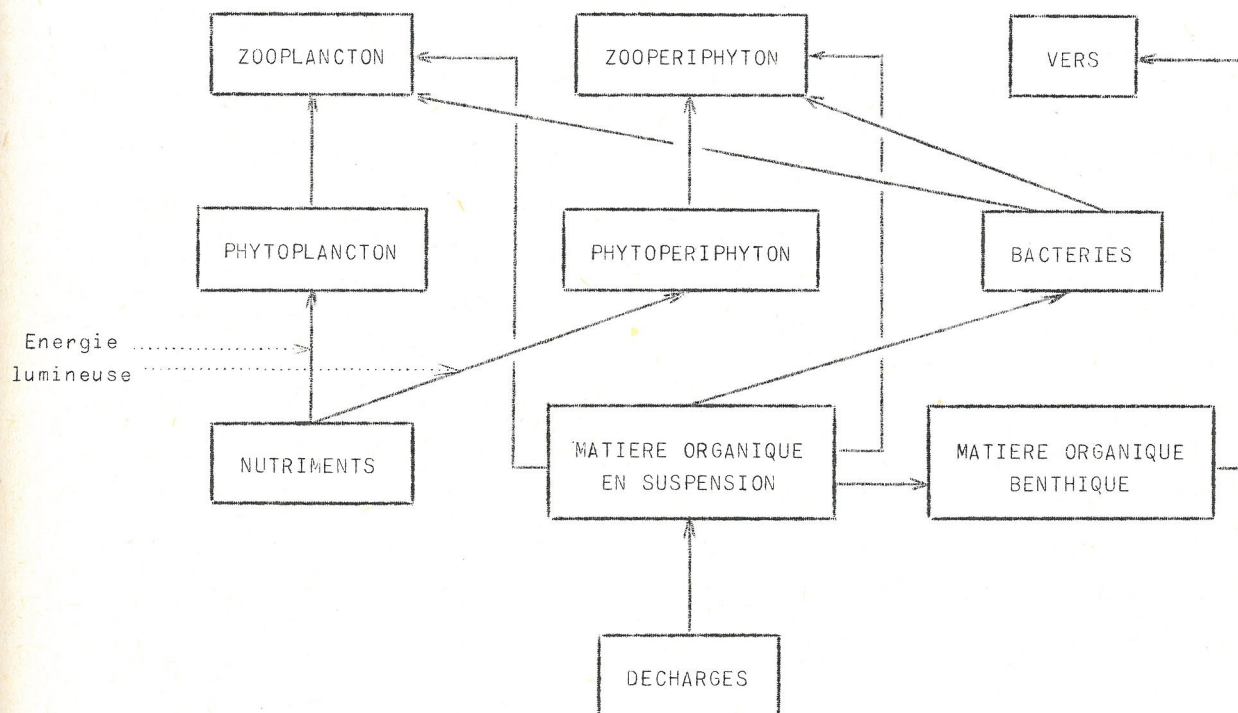 ZOOPLANCTON
ZOOPERIPHYTON
VERS
PHYTOPLANCTON
PHYTOPERIPHYTON
BACTERIES
Energie
lumineuse
NUTRIMENTS
MATIERE ORGANIQUE
EN SUSPENSION
MATIERE ORGANIQUE
BENTHIQUE
DECHARGES